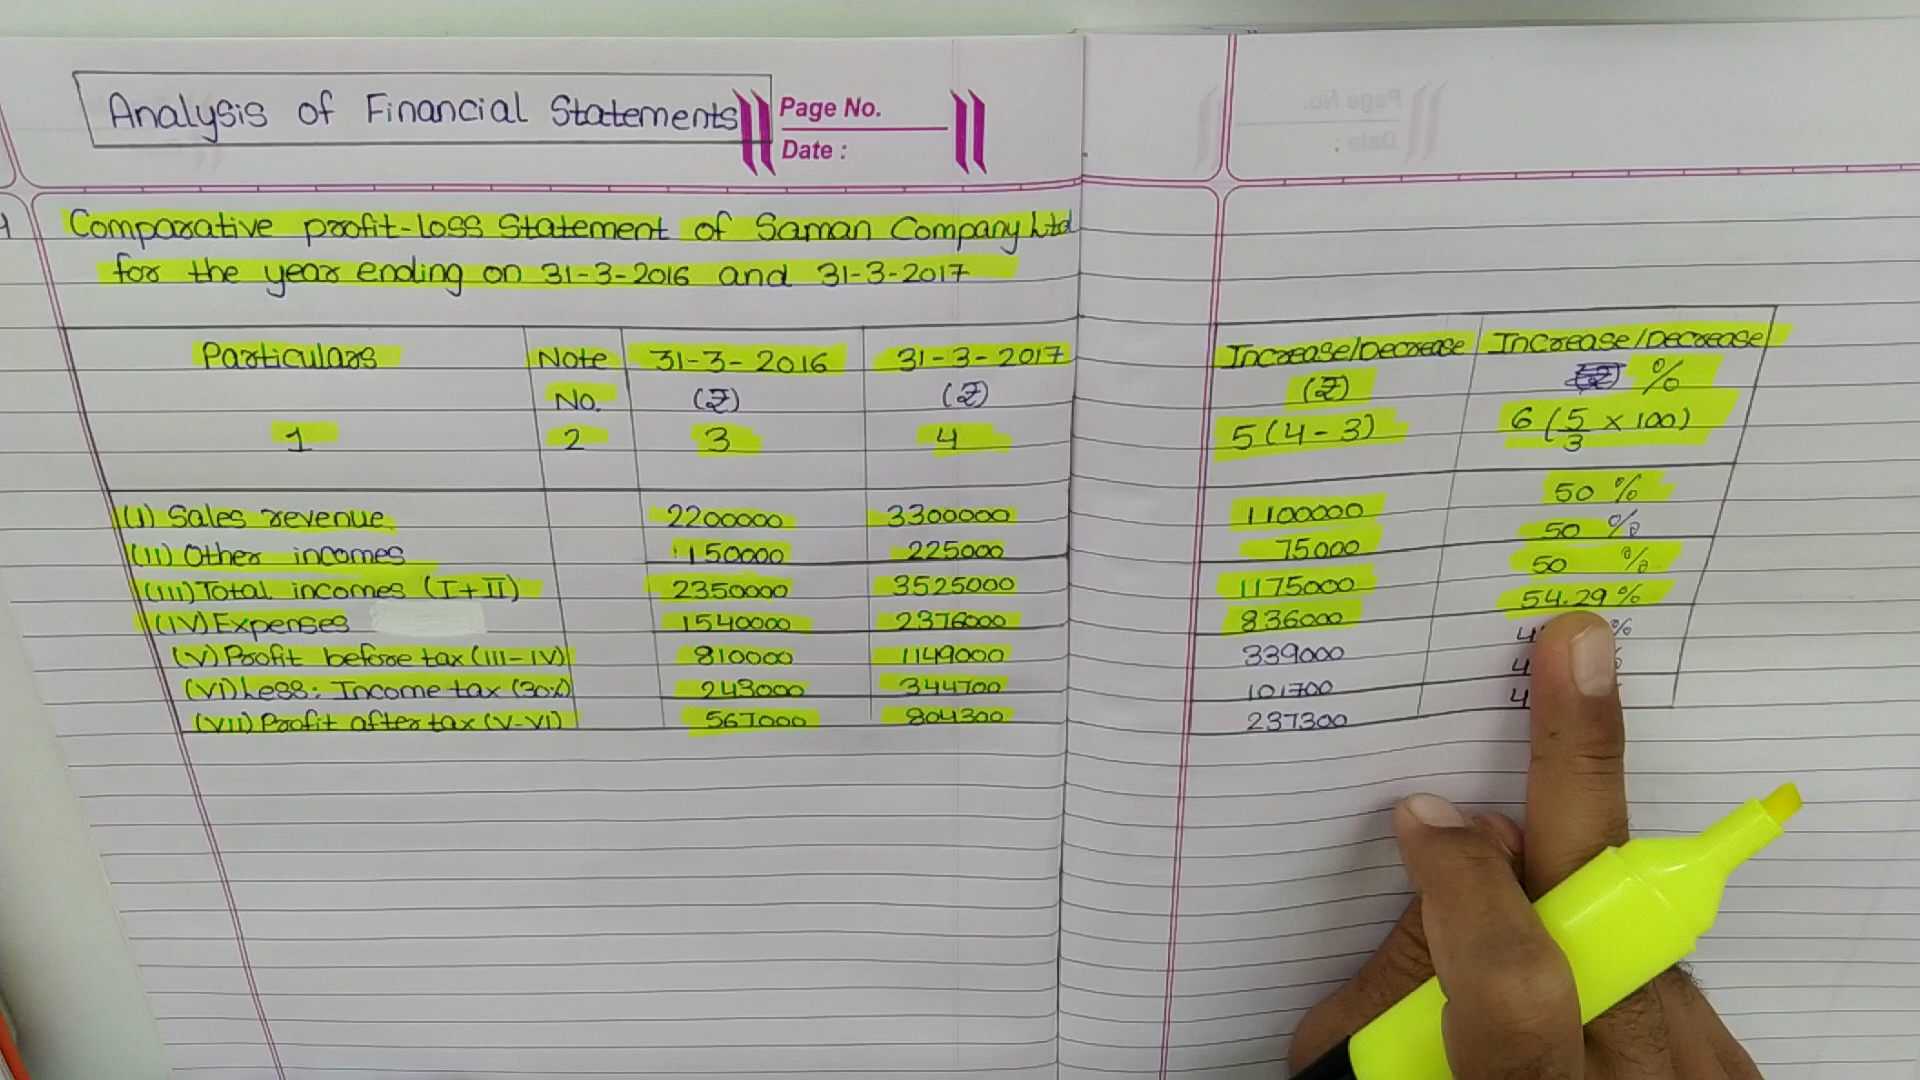 Analysis of Financial Statements
Page No.
Date :
Comparative profit-loss Statement of Saman Company Ltd
for the year ending on 31-3-2016 and 31-3-2017
Particulars Note No. 31-3-2016 (₹) 31-3-2017 (₹) Increase/Decrease (₹) Increase/Decrease %
1 2 3 4 5 (4-3) 6 (5/3 × 100)
(I) Sales revenue 2200000 3300000 1100000 50 %
(II) Other incomes 150000 225000 75000 50 %
(III) Total incomes (I+II) 2350000 3525000 1175000 50 %
(IV) Expenses 1540000 2376000 836000 54.29 %
(V) Profit before tax (III-IV) 810000 1149000 339000 4 %
(VI) Less: Income tax (30%) 243000 344700 101700 4
(VII) Profit after tax (V-VI) 567000 804300 237300 4